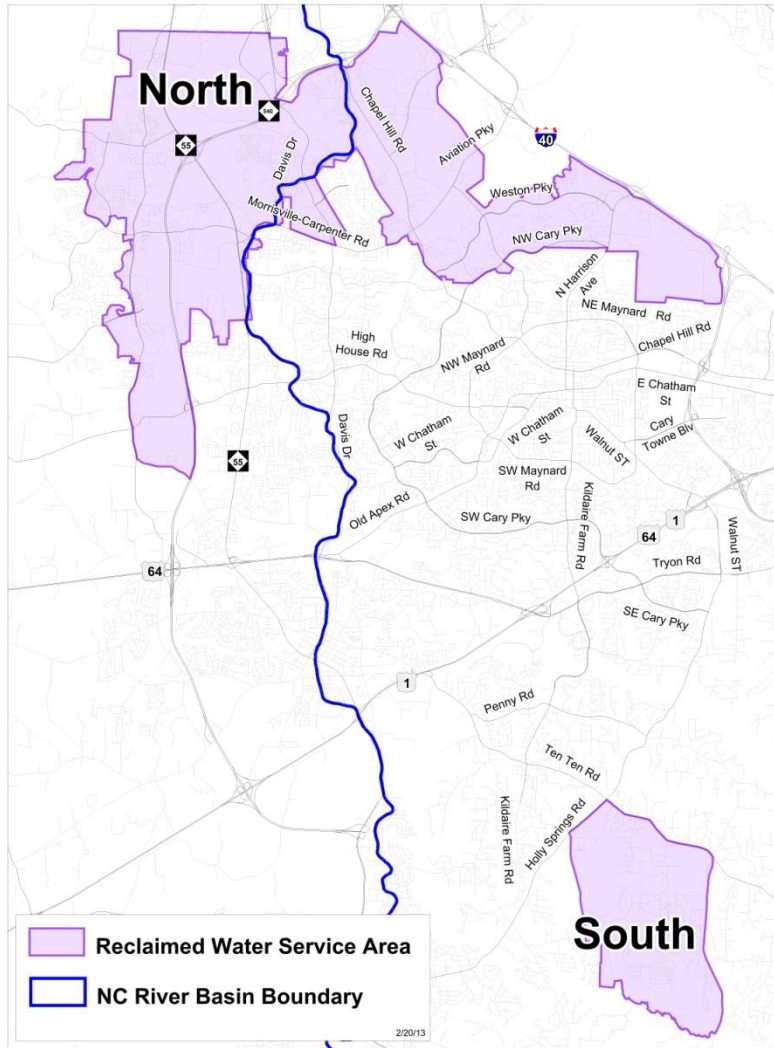 North
540
55
Chapel Hill Rd
Aviation Pky
40
Davis Dr
Weston Pky
Morrisville-Carpenter Rd
NW Cary Pky
N Harrison
Ave
NE Maynard Rd
High
House Rd
NW Maynard
Rd
Chapel Hill Rd
E Chatham
St
Davis Dr
W Chatham
St
W Chatham
St
Walnut ST
Cary
Towne Blv
55
SW Maynard
Rd
Old Apex Rd
SW Cary Pky
Kildaire Farm Rd
1
64
Walnut ST
64
Tryon Rd
SE Cary Pky
1
Penny Rd
Ten Ten Rd
Kildaire Farm Rd
Holly Springs Rd
South
Reclaimed Water Service Area
NC River Basin Boundary
2/20/13